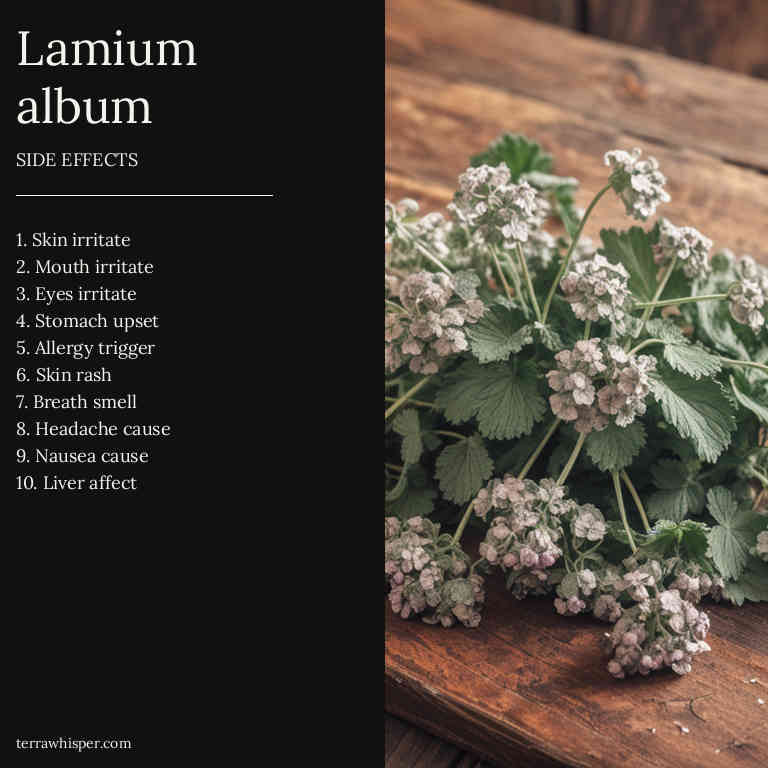 Lamium
album
SIDE EFFECTS
1. Skin irritate
2. Mouth irritate
3. Eyes irritate
4. Stomach upset
5. Allergy trigger
6. Skin rash
7. Breath smell
8. Headache cause
9. Nausea cause
10. Liver affect
terrawhisper.com